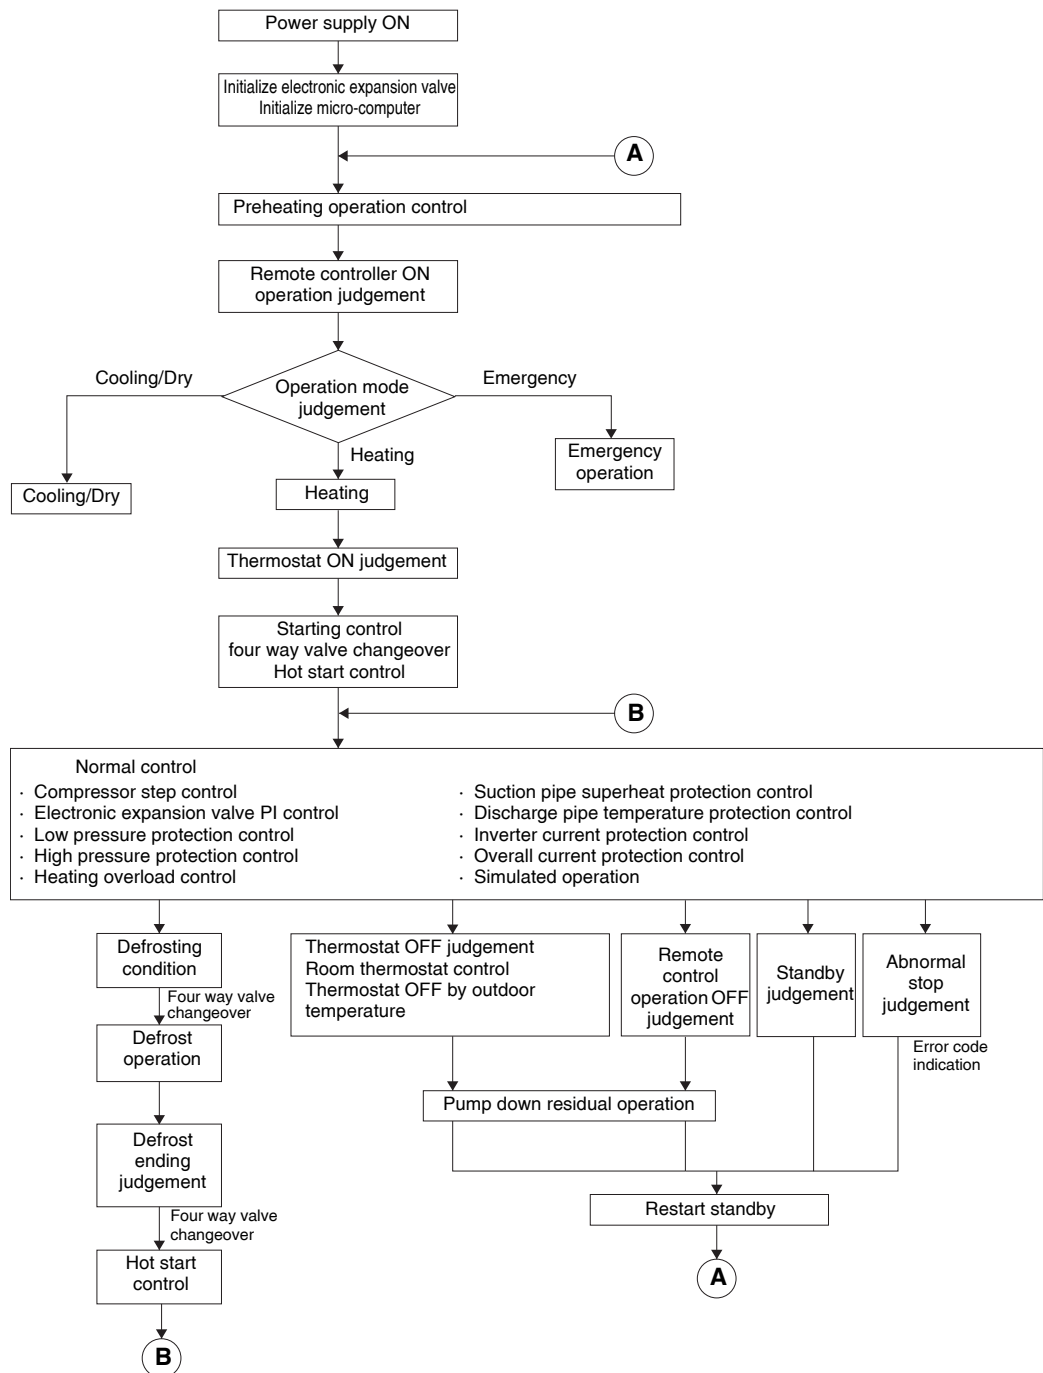 Power supply ON
Initialize electronic expansion valve
Initialize micro-computer
A
Preheating operation control
Remote controller ON
operation judgement
Cooling/Dry
Operation mode
judgement
Emergency
Heating
Emergency
operation
Cooling/Dry
Heating
Thermostat ON judgement
Starting control
four way valve changeover
Hot start control
B
Normal control
· Compressor step control
· Electronic expansion valve PI control
· Low pressure protection control
· High pressure protection control
· Heating overload control
· Suction pipe superheat protection control
· Discharge pipe temperature protection control
· Inverter current protection control
· Overall current protection control
· Simulated operation
Defrosting
condition
Four way valve
changeover
Defrost
operation
Defrost
ending
judgement
Four way valve
changeover
Hot start
control
B
Thermostat OFF judgement
Room thermostat control
Thermostat OFF by outdoor
temperature
Remote
control
operation OFF
judgement
Standby
judgement
Abnormal
stop
judgement
Error code
indication
Pump down residual operation
Restart standby
A